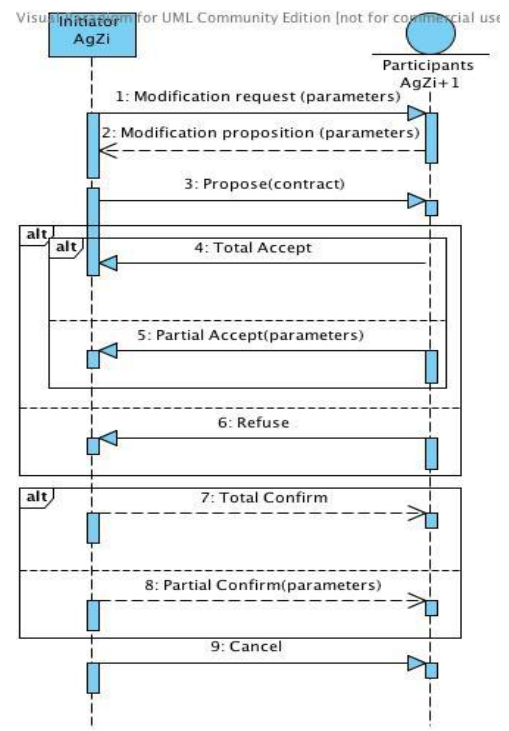 Visual Paradigm for UML Community Edition [not for commercial use
Initiator
AgZi
Participants
AgZi+1
1: Modification request (parameters)
2: Modification proposition (parameters)
3: Propose(contract)
alt
alt
4: Total Accept
5: Partial Accept(parameters)
6: Refuse
alt
7: Total Confirm
8: Partial Confirm(parameters)
9: Cancel